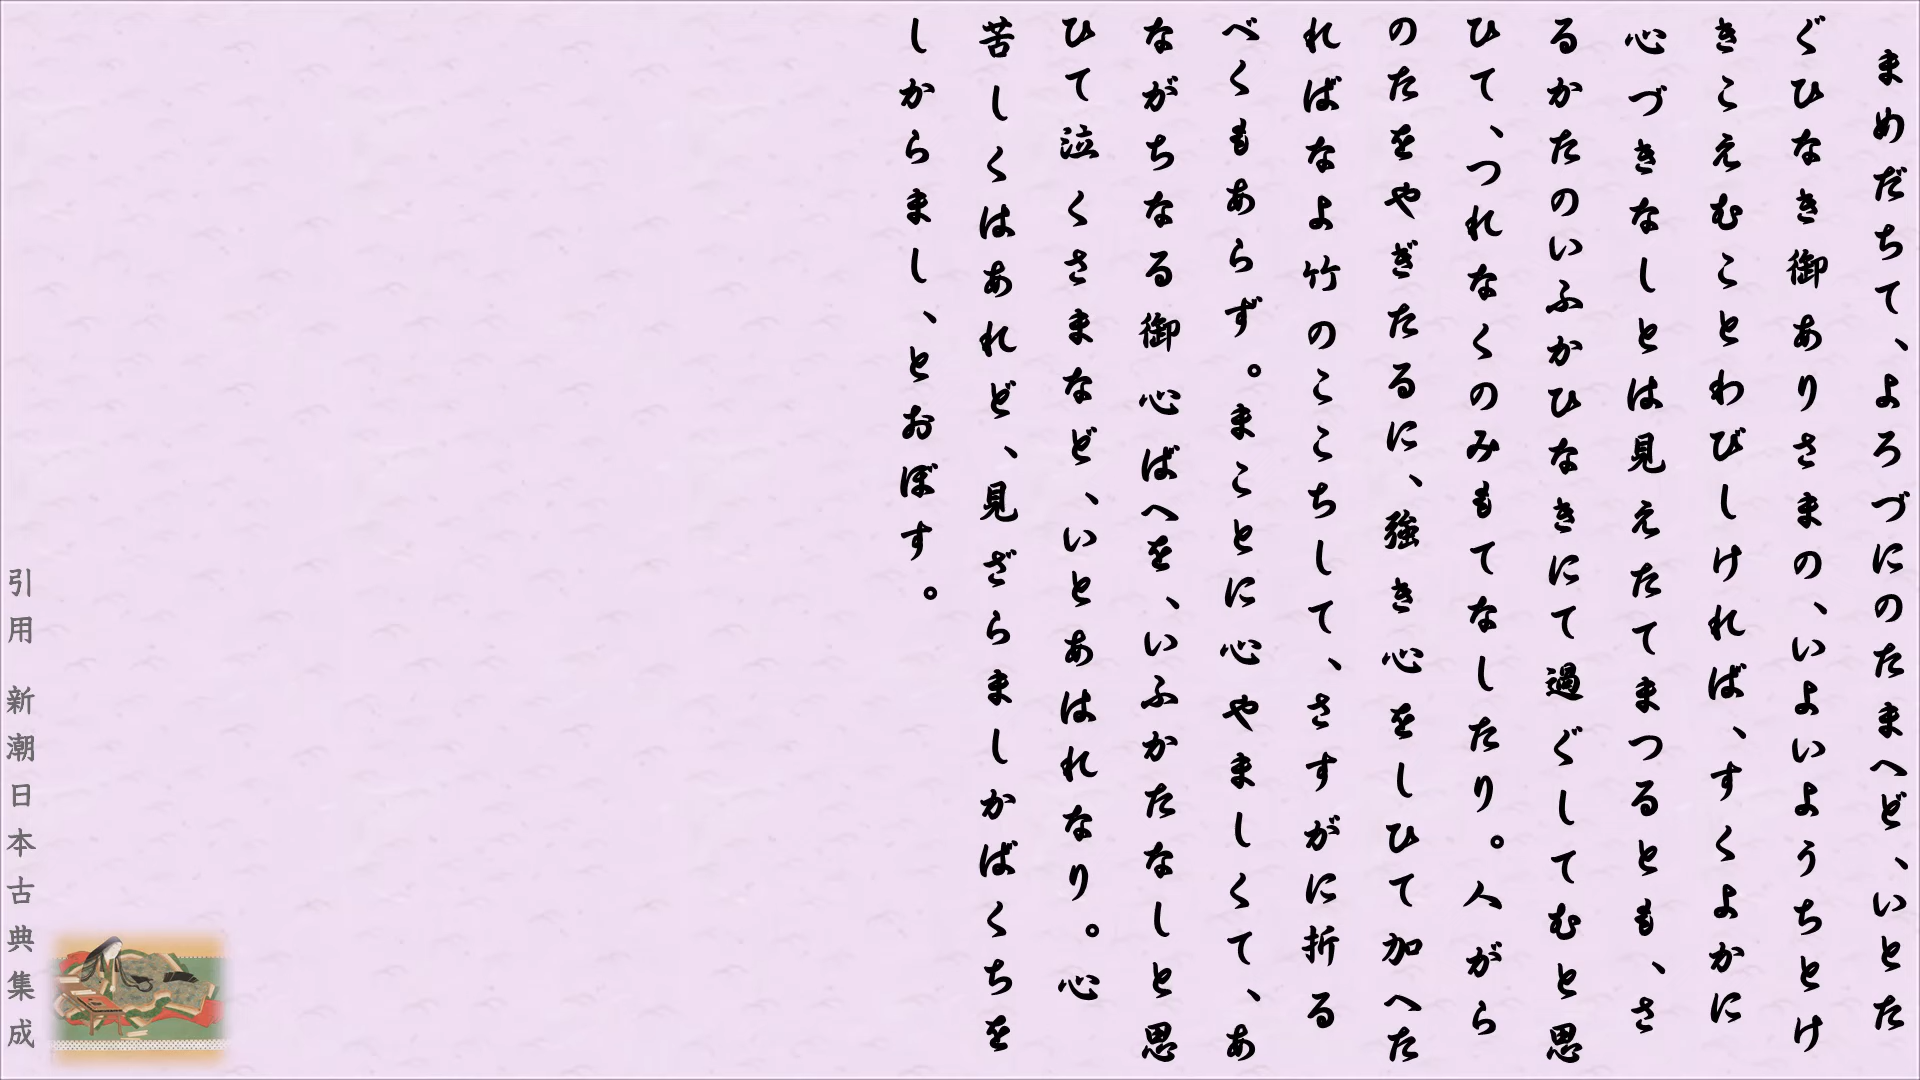 まめだちて、よろづにのたまへど、いとた
ぐひなき御ありさまの、いよいようちとけ
きこえむことわびしければ、すくよかに
心づきなしとは見えたてまつるとも、さ
るかたのいふかひなきにて過ぐしてむと思
ひて、つれなくのみもてなしたり。人がら
のたをやぎたるに、強き心をしひて加へた
ればなよ竹のここちして、さすがに折る
べくもあらず。まことに心やましくて、あ
ながちなる御心ばへを、いふかたなしと思
ひて泣くさまなど、いとあはれなり。心
苦しくはあれど、見ざらましかばくちを
しからまし、とおぼす。
引用 新潮日本古典集成